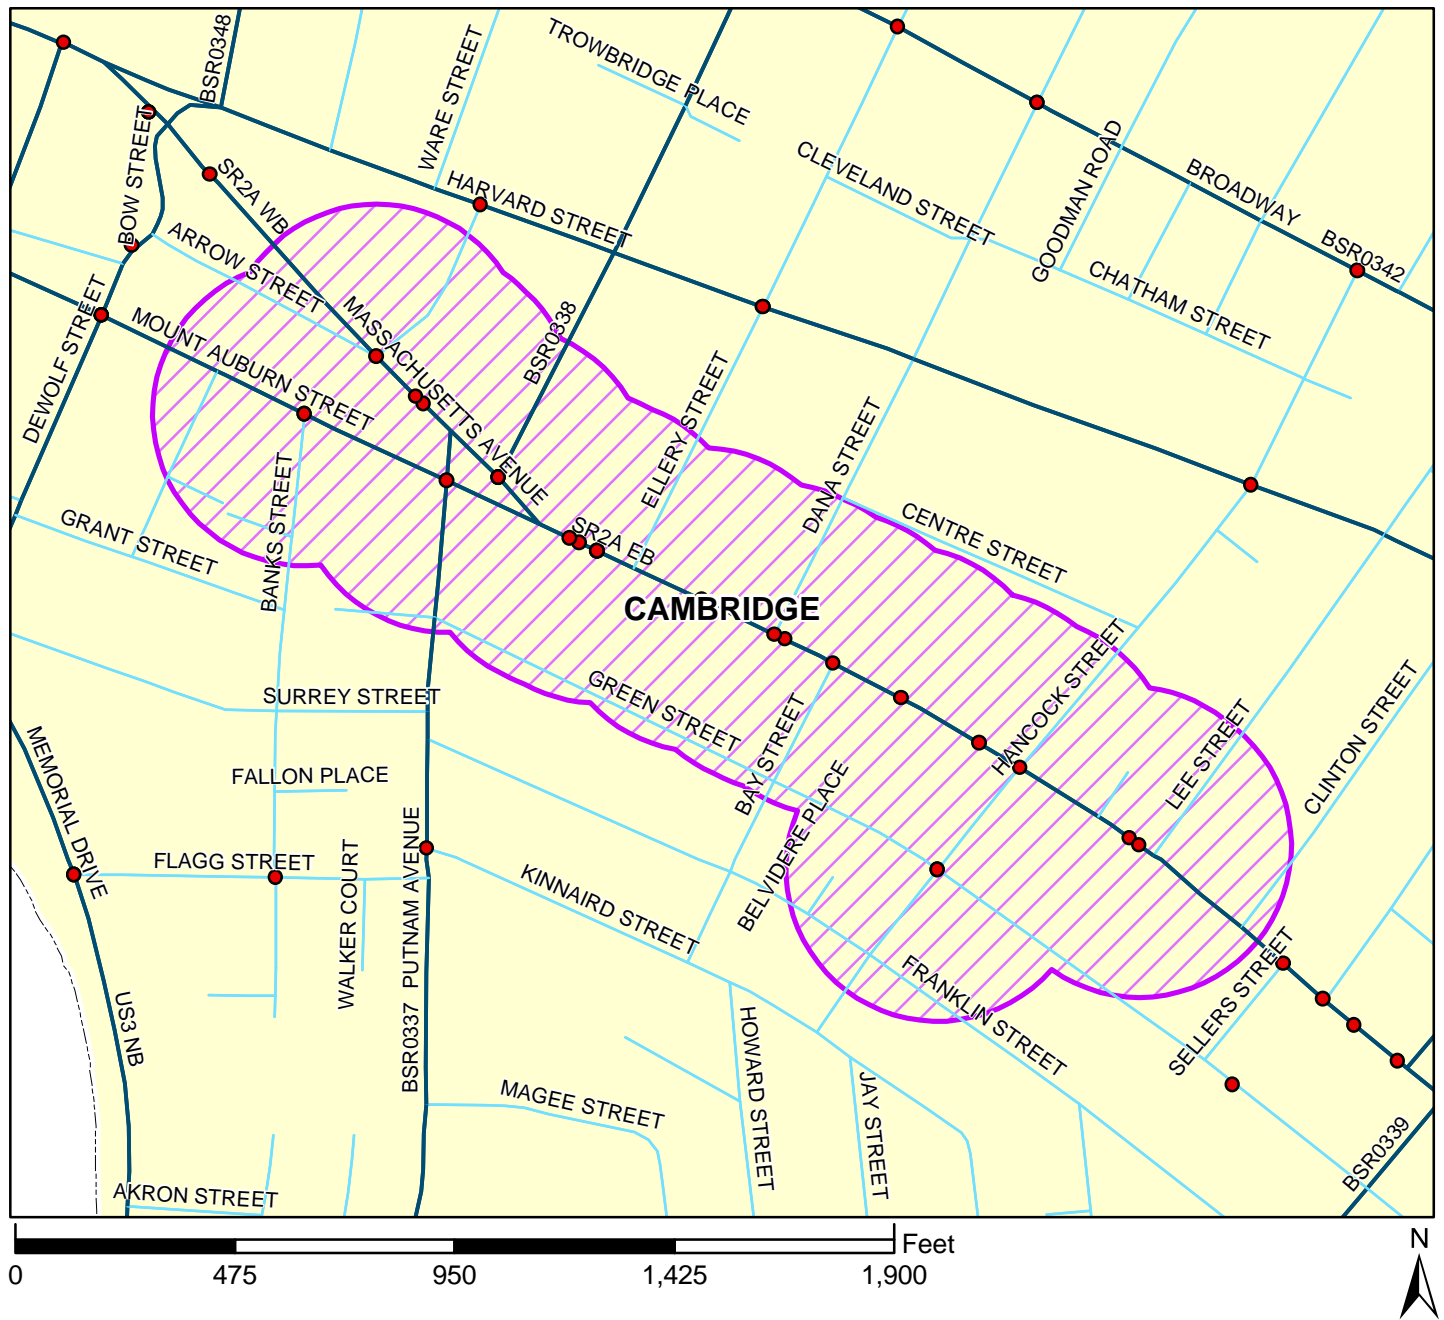 BSR0348
WARE STREET
TROWBRIDGE PLACE
BOW STREET
SR2A WB
CLEVELAND STREET
GOODMAN ROAD
BROADWAY
BSR0342
HARVARD STREET
ARROW STREET
CHATHAM STREET
DEWOLF STREET
MOUNT AUBURN STREET
MASSACHUSETTS AVENUE
BSR0338
ELLERY STREET
DANA STREET
CENTRE STREET
GRANT STREET
BANKS STREET
SR2A EB
CAMBRIDGE
SURREY STREET
GREEN STREET
BAY STREET
HANCOCK STREET
LEE STREET
CLINTON STREET
MEMORIAL DRIVE
FALLON PLACE
BELVIDERE PLACE
FLAGG STREET
WALKER COURT
BSR0337 PUTNAM AVENUE
KINNAIRD STREET
FRANKLIN STREET
SELLERS STREET
US3 NB
HOWARD STREET
JAY STREET
MAGEE STREET
BSR0339
AKRON STREET
Feet
N
0 475 950 1,425 1,900